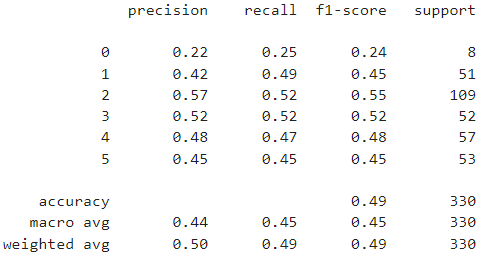 precision recall f1-score support
0 0.22 0.25 0.24 8
1 0.42 0.49 0.45 51
2 0.57 0.52 0.55 109
3 0.52 0.52 0.52 52
4 0.48 0.47 0.48 57
5 0.45 0.45 0.45 53
accuracy 0.49 330
macro avg 0.44 0.45 0.45 330
weighted avg 0.50 0.49 0.49 330